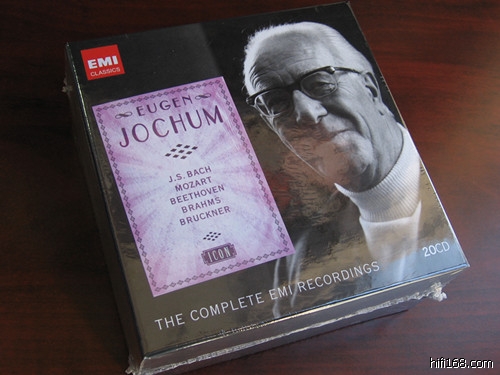 EMI
CLASSICS
EUGEN
JOCHUM
J.S. BACH
MOZART
BEETHOVEN
BRAHMS
BRUCKNER
ICON
20CD
THE COMPLETE EMI RECORDINGS
hifi168.com